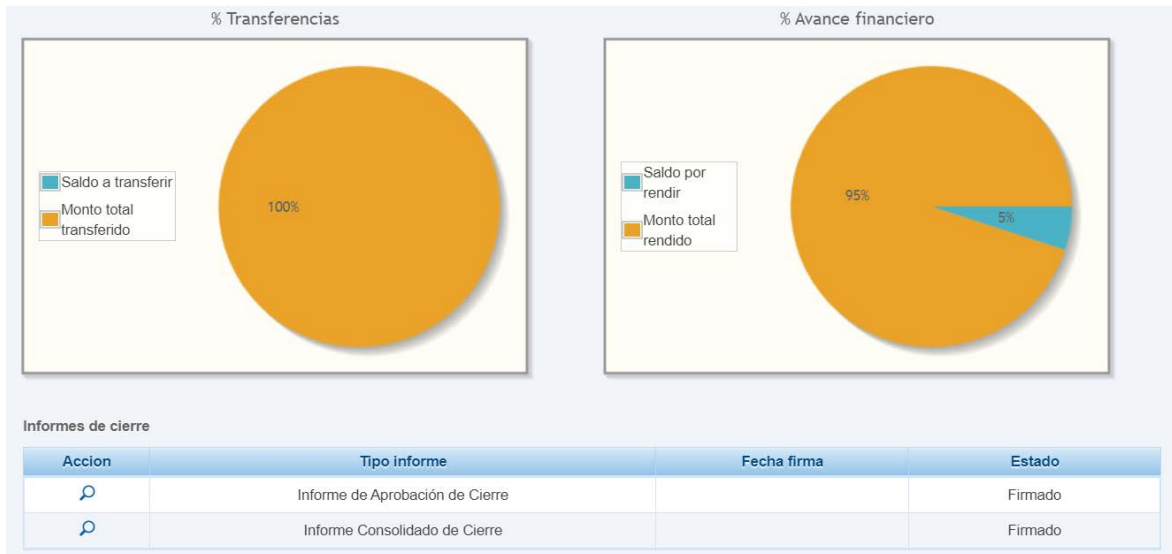 % Transferencias
Saldo a transferir
Monto total
transferido
100%
% Avance financiero
Saldo por
rendir
Monto total
rendido
95%
5%
Informes de cierre
Accion Tipo informe Fecha firma Estado
Informe de Aprobación de Cierre Firmado
Informe Consolidado de Cierre Firmado